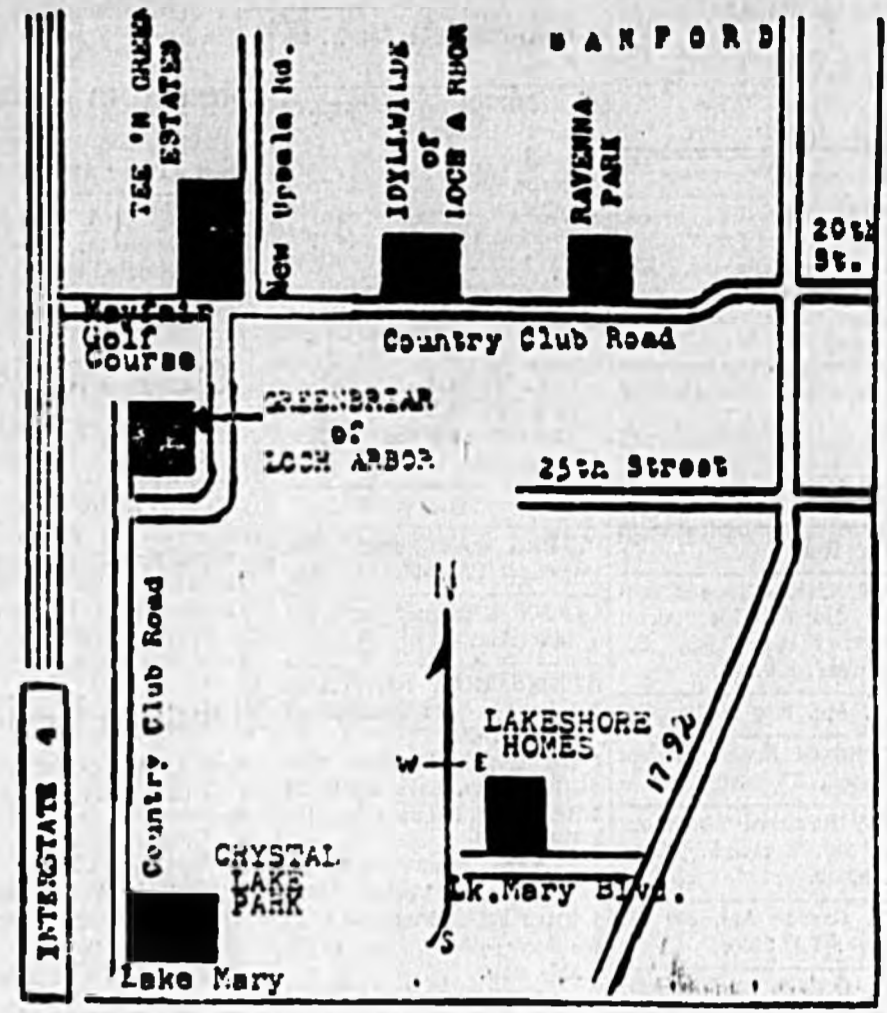 SANFORD
TEE 'N GREEN
ESTATES
New Upsala Rd.
IDYLLWILDE
of
LOCH ARBOR
RAVENNA
PARK
20th
St.
Mayfair
Golf
Course
Country Club Road
GREENBRIAR
of
LOCH ARBOR
25th Street
N
Country Club Road
LAKESHORE
HOMES
W
E
17-92
INTERSTATE 4
CRYSTAL
LAKE
PARK
Lk.Mary Blvd.
S
Lake Mary